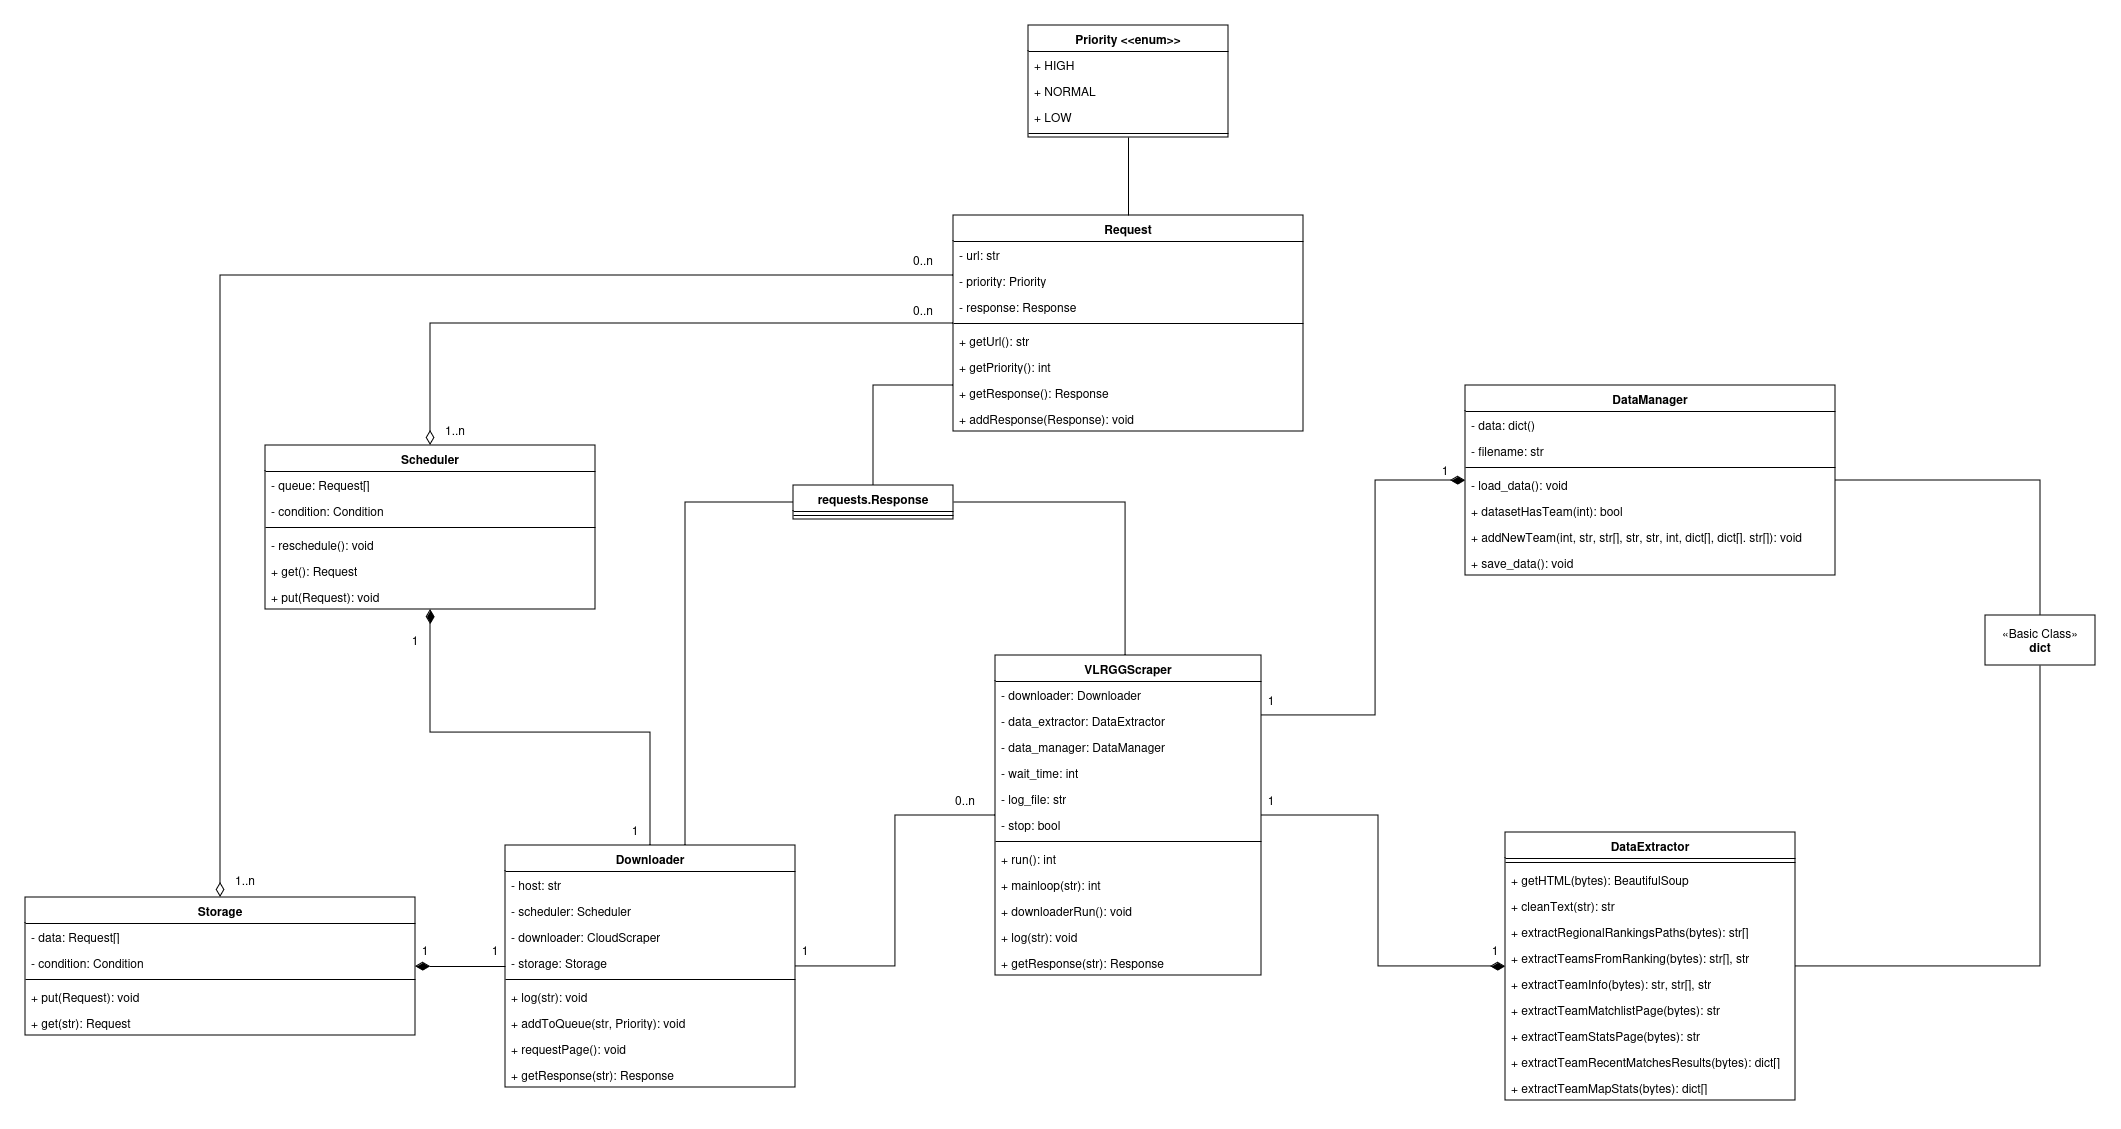 Priority <<enum>>
+ HIGH
+ NORMAL
+ LOW
Request
- url: str
- priority: Priority
- response: Response
+ getUrl(): str
+ getPriority(): int
+ getResponse(): Response
+ addResponse(Response): void
0..n
0..n
1..n
Scheduler
- queue: Request[]
- condition: Condition
- reschedule(): void
+ get(): Request
+ put(Request): void
1
requests.Response
DataManager
- data: dict()
- filename: str
- load_data(): void
+ datasetHasTeam(int): bool
+ addNewTeam(int, str, str[], str, str, int, dict[], dict[]. str[]): void
+ save_data(): void
1
«Basic Class»
dict
VLRGGScraper
- downloader: Downloader
- data_extractor: DataExtractor
- data_manager: DataManager
- wait_time: int
- log_file: str
- stop: bool
+ run(): int
+ mainloop(str): int
+ downloaderRun(): void
+ log(str): void
+ getResponse(str): Response
1
1
0..n
1
Downloader
- host: str
- scheduler: Scheduler
- downloader: CloudScraper
- storage: Storage
+ log(str): void
+ addToQueue(str, Priority): void
+ requestPage(): void
+ getResponse(str): Response
1
1..n
Storage
- data: Request[]
- condition: Condition
+ put(Request): void
+ get(str): Request
1
1
DataExtractor
+ getHTML(bytes): BeautifulSoup
+ cleanText(str): str
+ extractRegionalRankingsPaths(bytes): str[]
+ extractTeamsFromRanking(bytes): str[], str
+ extractTeamInfo(bytes): str, str[], str
+ extractTeamMatchlistPage(bytes): str
+ extractTeamStatsPage(bytes): str
+ extractTeamRecentMatchesResults(bytes): dict[]
+ extractTeamMapStats(bytes): dict[]
1